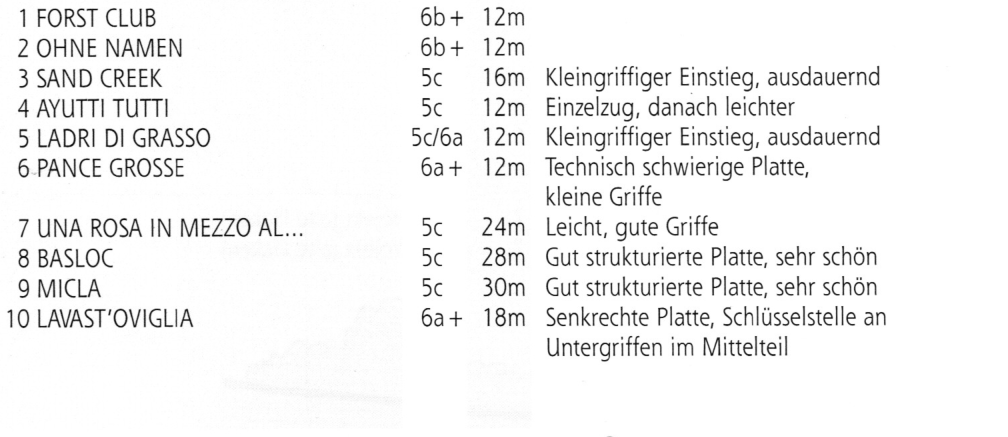 1 FORST CLUB 6b+ 12m
2 OHNE NAMEN 6b+ 12m
3 SAND CREEK 5c 16m Kleingriffiger Einstieg, ausdauernd
4 AYUTTI TUTTI 5c 12m Einzelzug, danach leichter
5 LADRI DI GRASSO 5c/6a 12m Kleingriffiger Einstieg, ausdauernd
6 PANCE GROSSE 6a+ 12m Technisch schwierige Platte,
kleine Griffe
7 UNA ROSA IN MEZZO AL... 5c 24m Leicht, gute Griffe
8 BASLOC 5c 28m Gut strukturierte Platte, sehr schön
9 MICLA 5c 30m Gut strukturierte Platte, sehr schön
10 LAVAST'OVIGLIA 6a+ 18m Senkrechte Platte, Schlüsselstelle an
Untergriffen im Mittelteil